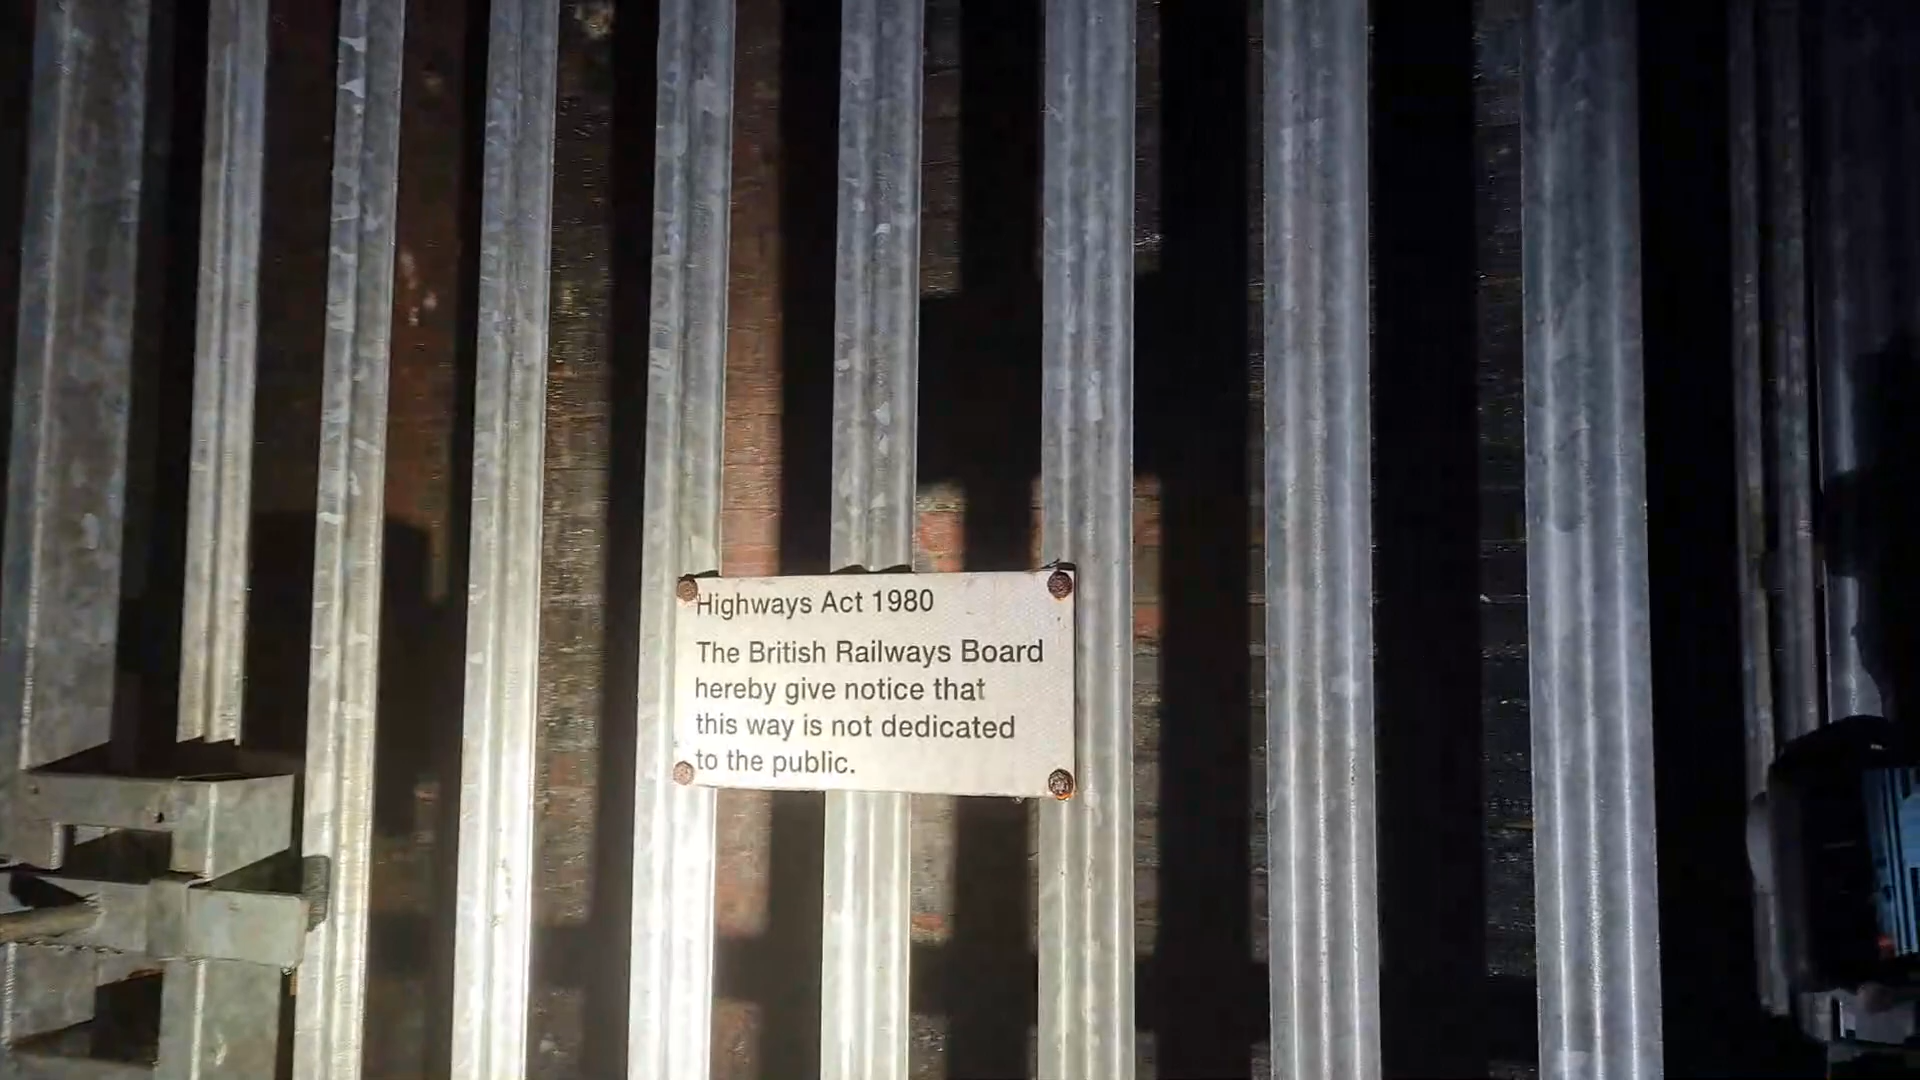 Highways Act 1980
The British Railways Board
hereby give notice that
this way is not dedicated
to the public.